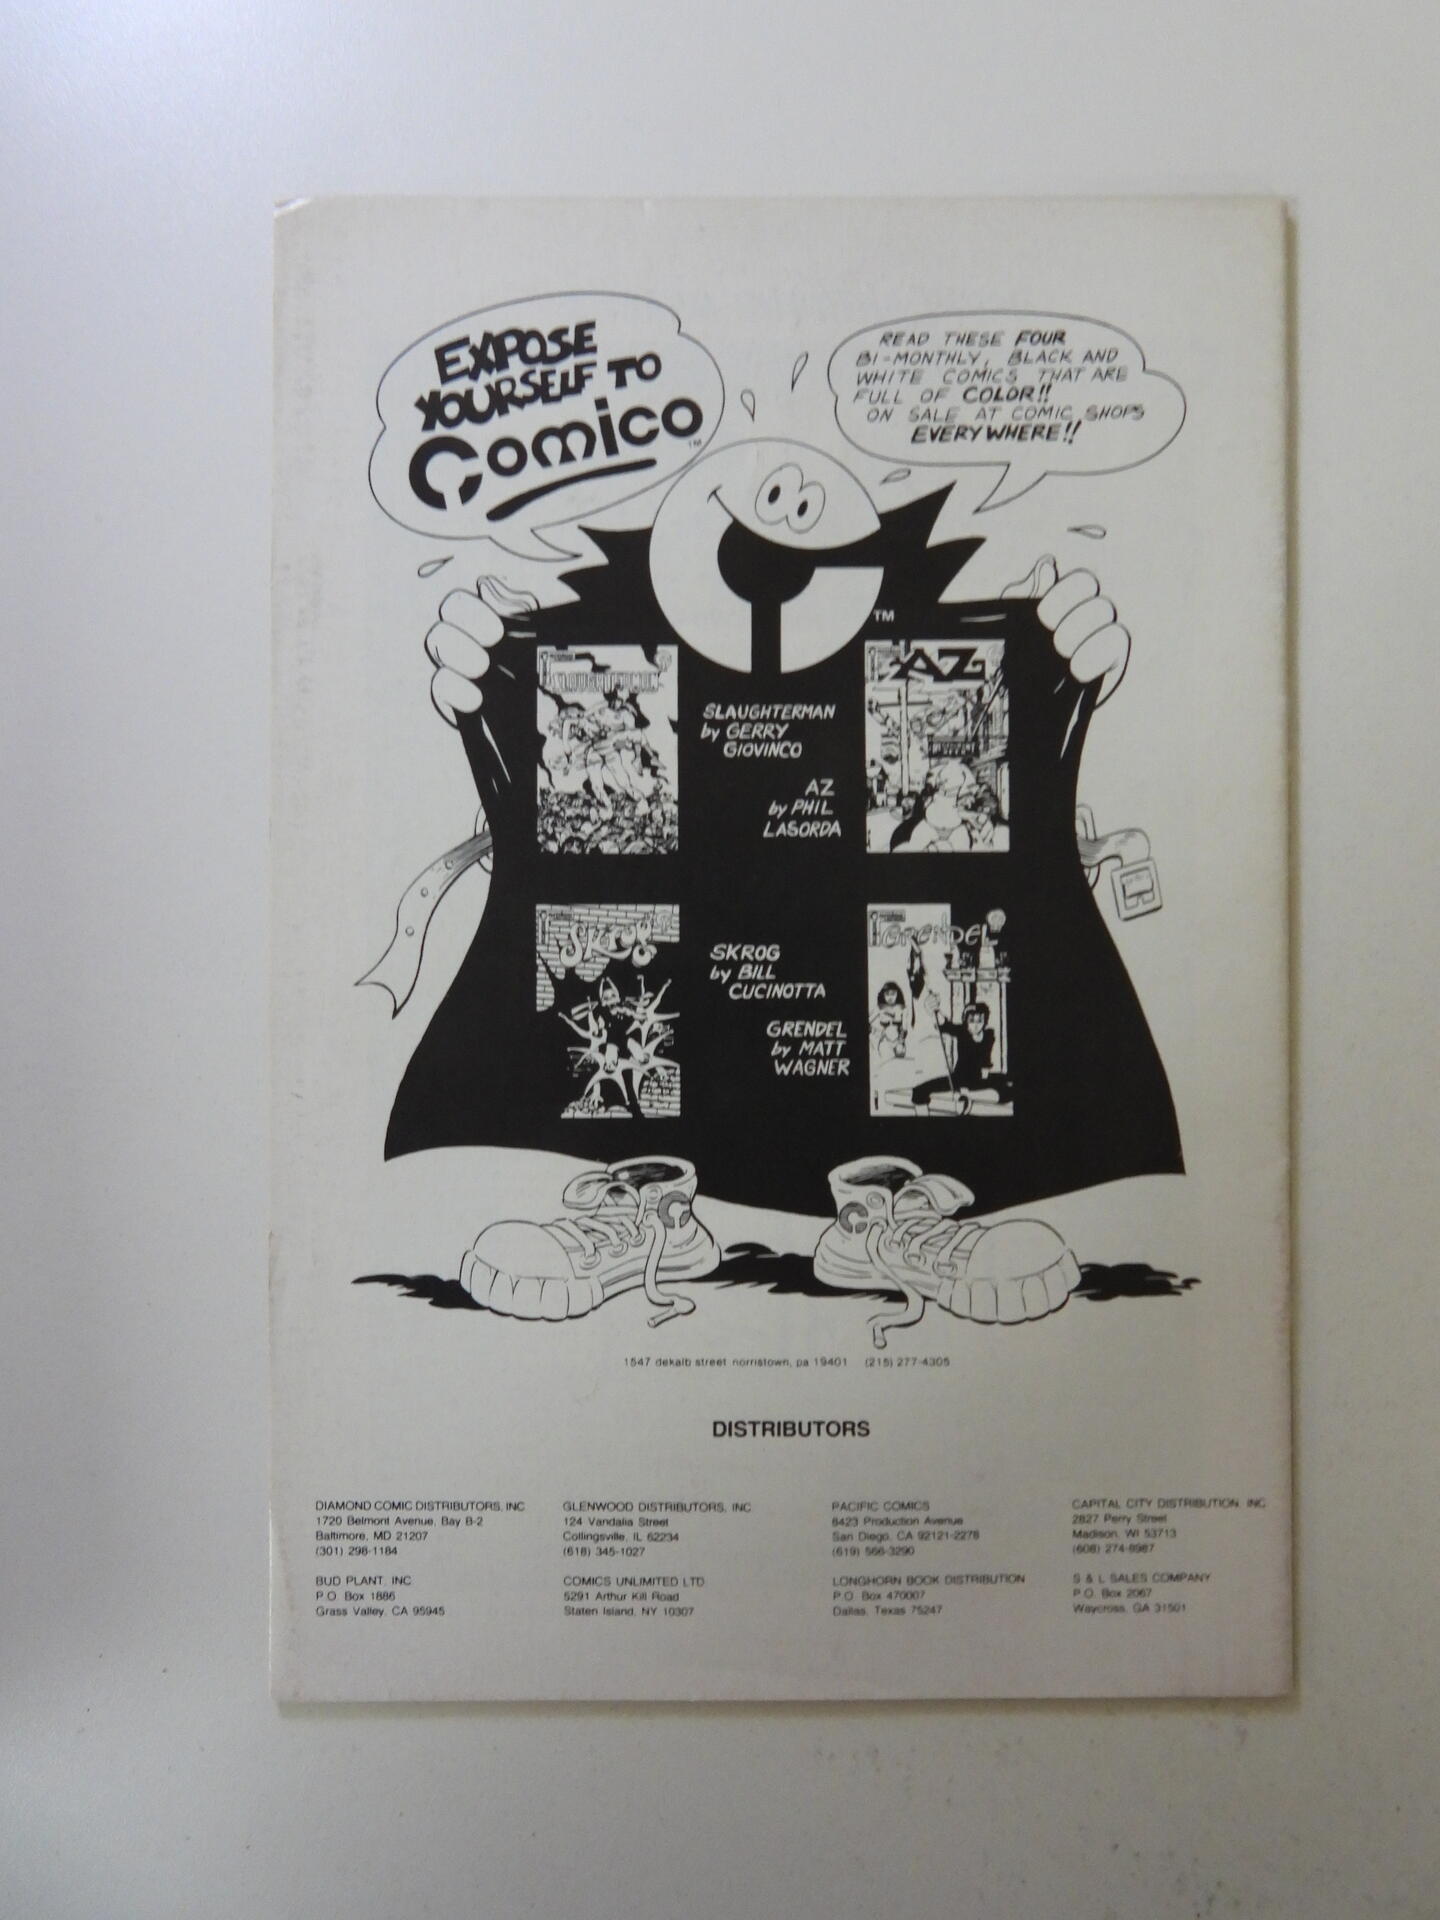 EXPOSE
YOURSELF TO
Comico
TM
READ THESE FOUR
BI-MONTHLY, BLACK AND
WHITE COMICS THAT ARE
FULL OF COLOR!!
ON SALE AT COMIC SHOPS
EVERYWHERE!!
TM
SLAUGHTERMAN
AZ
SLAUGHTERMAN
by GERRY
GIOVINCO
AZ
by PHIL
LASORDA
SKROG
GRENDEL
SKROG
by BILL
CUCINOTTA
GRENDEL
by MATT
WAGNER
1547 dekalb street norristown, pa 19401 (215) 277-4305
DISTRIBUTORS
DIAMOND COMIC DISTRIBUTORS, INC
1720 Belmont Avenue, Bay B-2
Baltimore, MD 21207
(301) 298-1184
GLENWOOD DISTRIBUTORS, INC
124 Vandalia Street
Collingsville, IL 62234
(618) 345-1027
PACIFIC COMICS
8423 Production Avenue
San Diego, CA 92121-2278
(619) 566-3290
CAPITAL CITY DISTRIBUTION, INC
2827 Perry Street
Madison, WI 53713
(608) 274-8987
BUD PLANT, INC
P.O. Box 1886
Grass Valley, CA 95945
COMICS UNLIMITED LTD
5291 Arthur Kill Road
Staten Island, NY 10307
LONGHORN BOOK DISTRIBUTION
P.O. Box 470007
Dallas, Texas 75247
S & L SALES COMPANY
P.O. Box 2067
Waycross, GA 31501